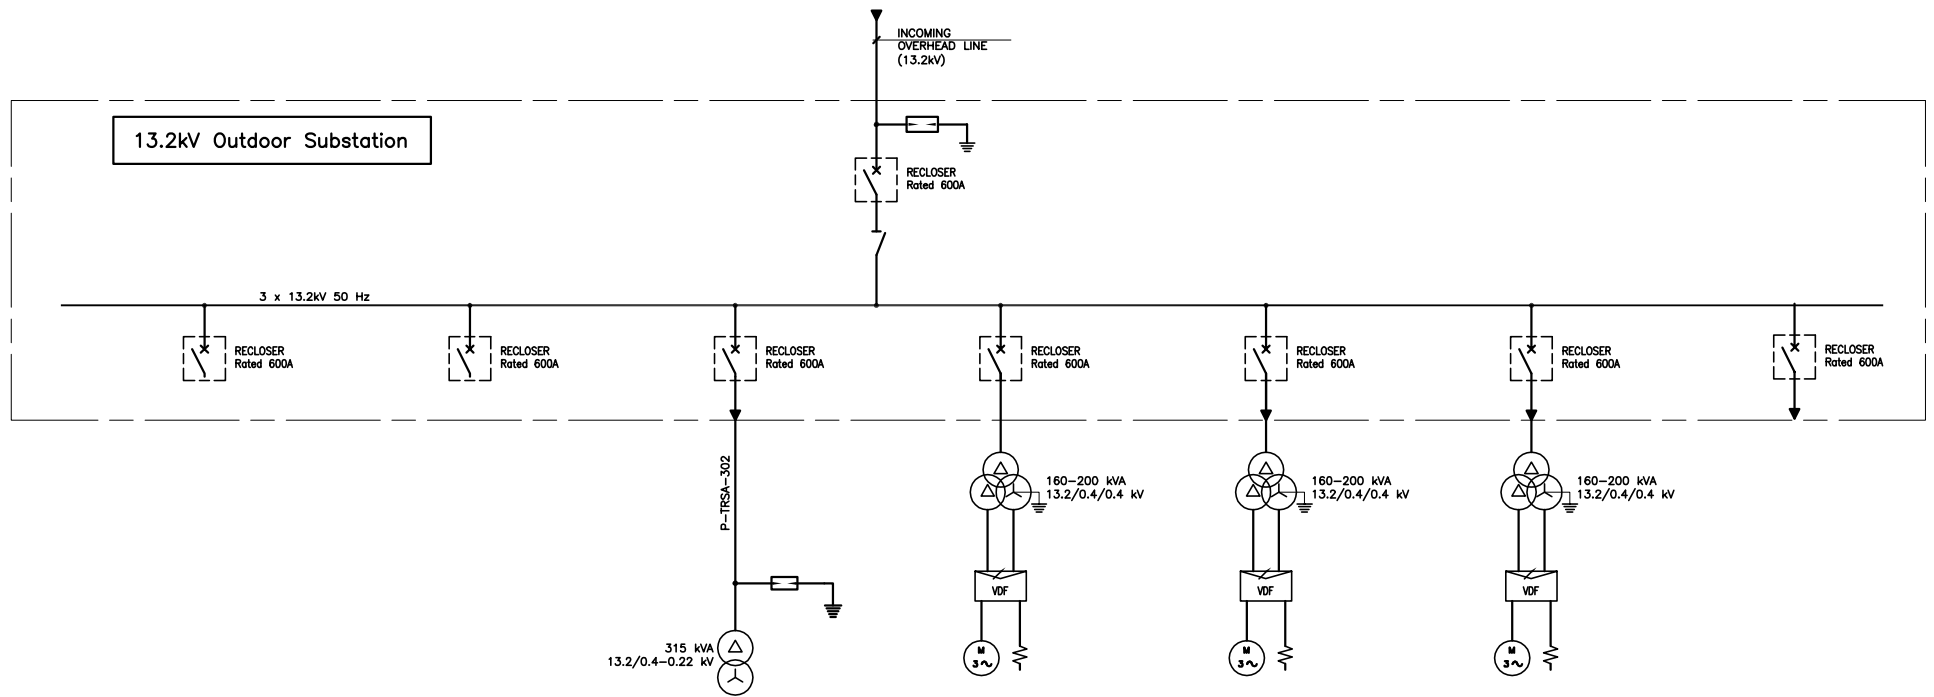 INCOMING
OVERHEAD LINE
(13.2kV)
13.2kV Outdoor Substation
RECLOSER
Rated 600A
3 x 13.2kV 50 Hz
RECLOSER
Rated 600A
RECLOSER
Rated 600A
RECLOSER
Rated 600A
RECLOSER
Rated 600A
RECLOSER
Rated 600A
RECLOSER
Rated 600A
RECLOSER
Rated 600A
P-TRSA-302
160-200 kVA
13.2/0.4/0.4 kV
160-200 kVA
13.2/0.4/0.4 kV
160-200 kVA
13.2/0.4/0.4 kV
VDF
VDF
VDF
315 kVA
13.2/0.4-0.22 kV
M
3~
M
3~
M
3~